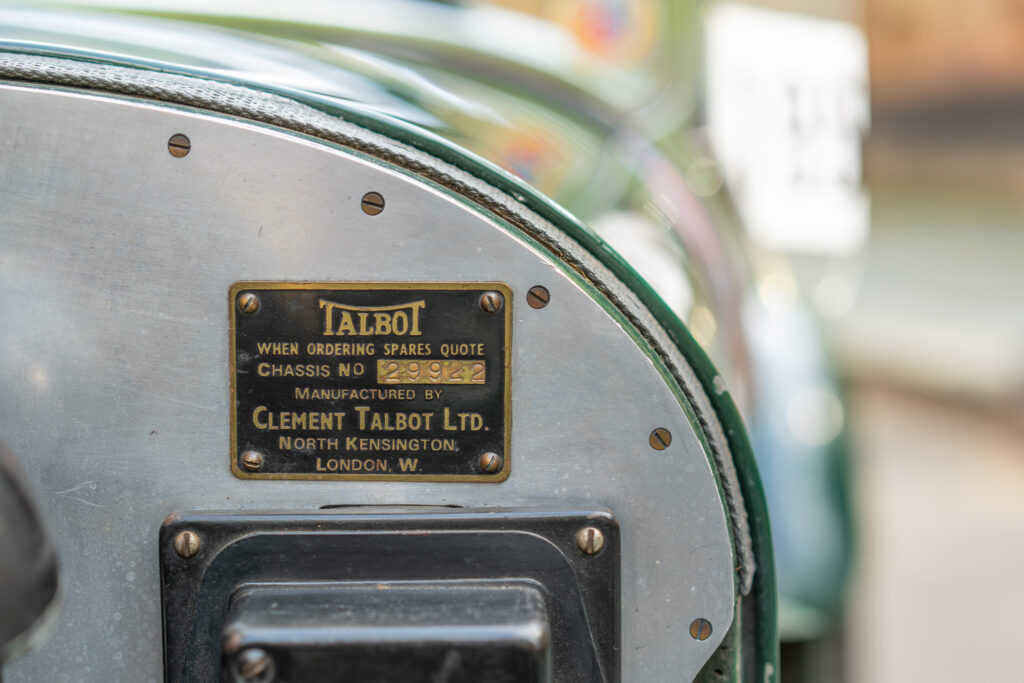 TALBOT
WHEN ORDERING SPARES QUOTE
CHASSIS NO 29922
MANUFACTURED BY
CLEMENT TALBOT LTD.
NORTH KENSINGTON,
LONDON, W.